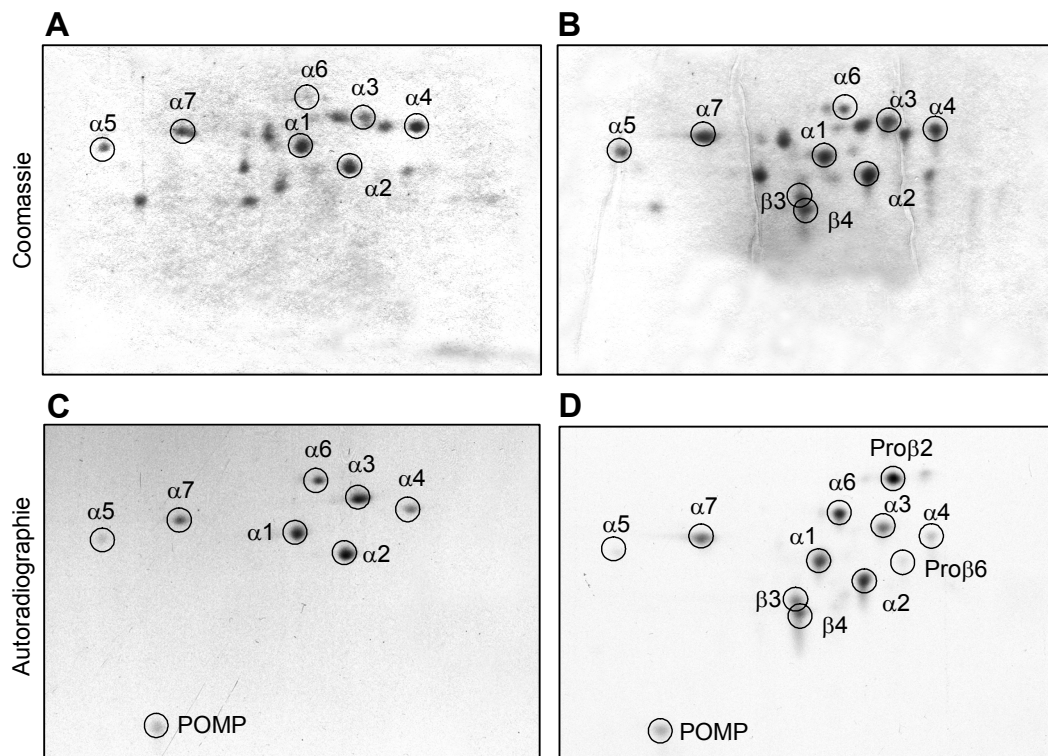 A
α6
α3
α4
α7
α5
α1
α2
Coomassie
B
α6
α3
α4
α7
α5
α1
α2
β3
β4
C
α6
α3
α4
α7
α5
α1
α2
POMP
Autoradiographie
D
Proβ2
α6
α3
α4
α7
α5
α1
Proβ6
α2
β3
β4
POMP